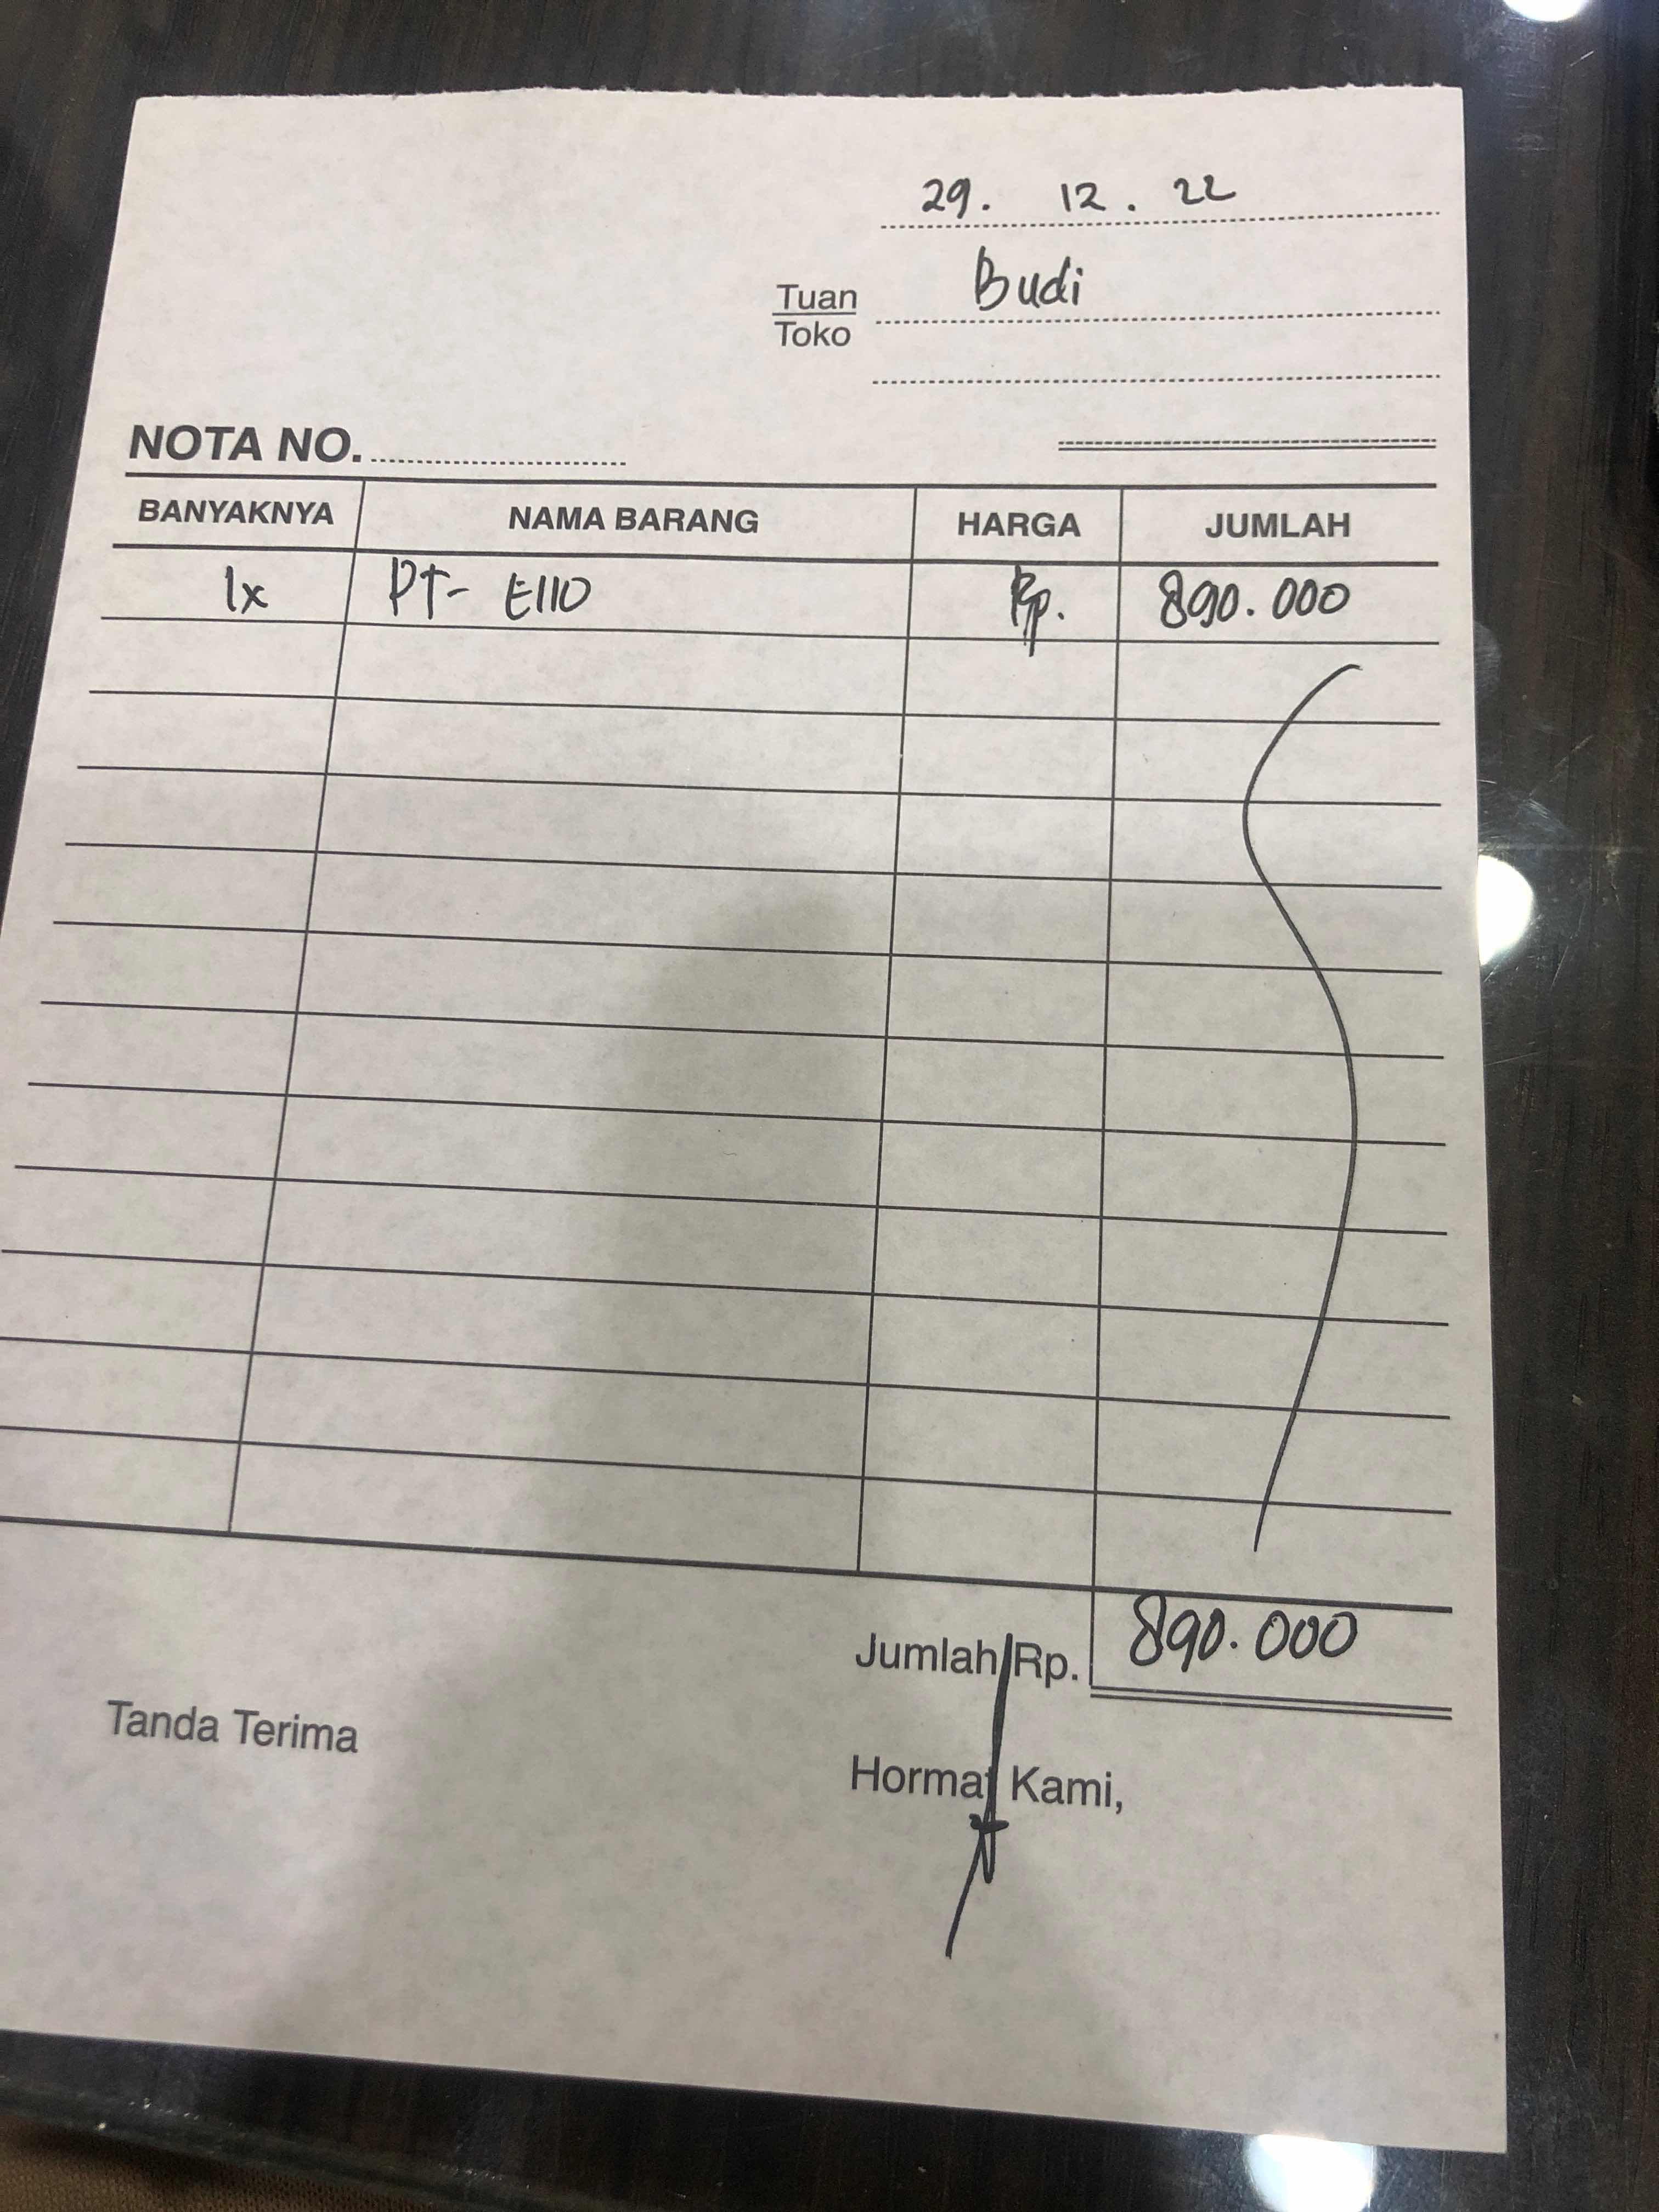 29. 12. 22
Tuan Budi
Toko
NOTA NO.
BANYAKNYA NAMA BARANG HARGA JUMLAH
1x PT- E110 Rp. 890.000
Jumlah Rp. 890.000
Tanda Terima
Hormat Kami,